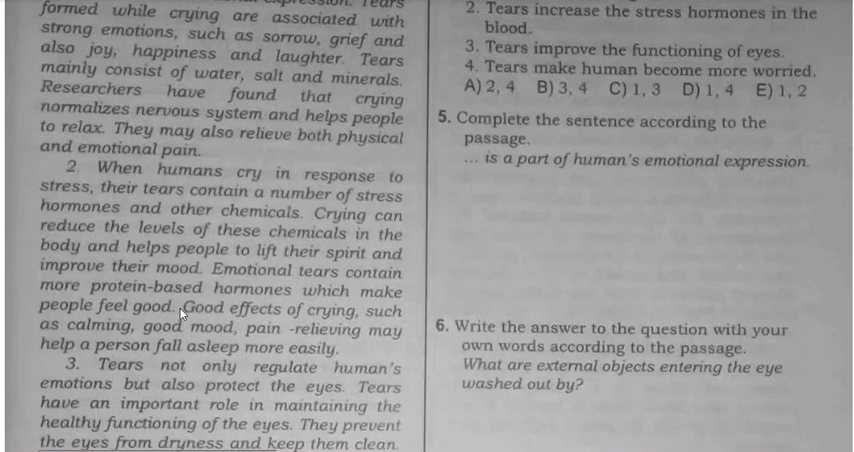 expression. Tears
formed while crying are associated with
strong emotions, such as sorrow, grief and
also joy, happiness and laughter. Tears
mainly consist of water, salt and minerals.
Researchers have found that crying
normalizes nervous system and helps people
to relax. They may also relieve both physical
and emotional pain.
2. When humans cry in response to
stress, their tears contain a number of stress
hormones and other chemicals. Crying can
reduce the levels of these chemicals in the
body and helps people to lift their spirit and
improve their mood. Emotional tears contain
more protein-based hormones which make
people feel good. Good effects of crying, such
as calming, good mood, pain -relieving may
help a person fall asleep more easily.
3. Tears not only regulate human's
emotions but also protect the eyes. Tears
have an important role in maintaining the
healthy functioning of the eyes. They prevent
the eyes from dryness and keep them clean.
2. Tears increase the stress hormones in the
blood.
3. Tears improve the functioning of eyes.
4. Tears make human become more worried.
A) 2, 4 B) 3, 4 C) 1, 3 D) 1, 4 E) 1, 2
5. Complete the sentence according to the
passage.
... is a part of human's emotional expression.
6. Write the answer to the question with your
own words according to the passage.
What are external objects entering the eye
washed out by?